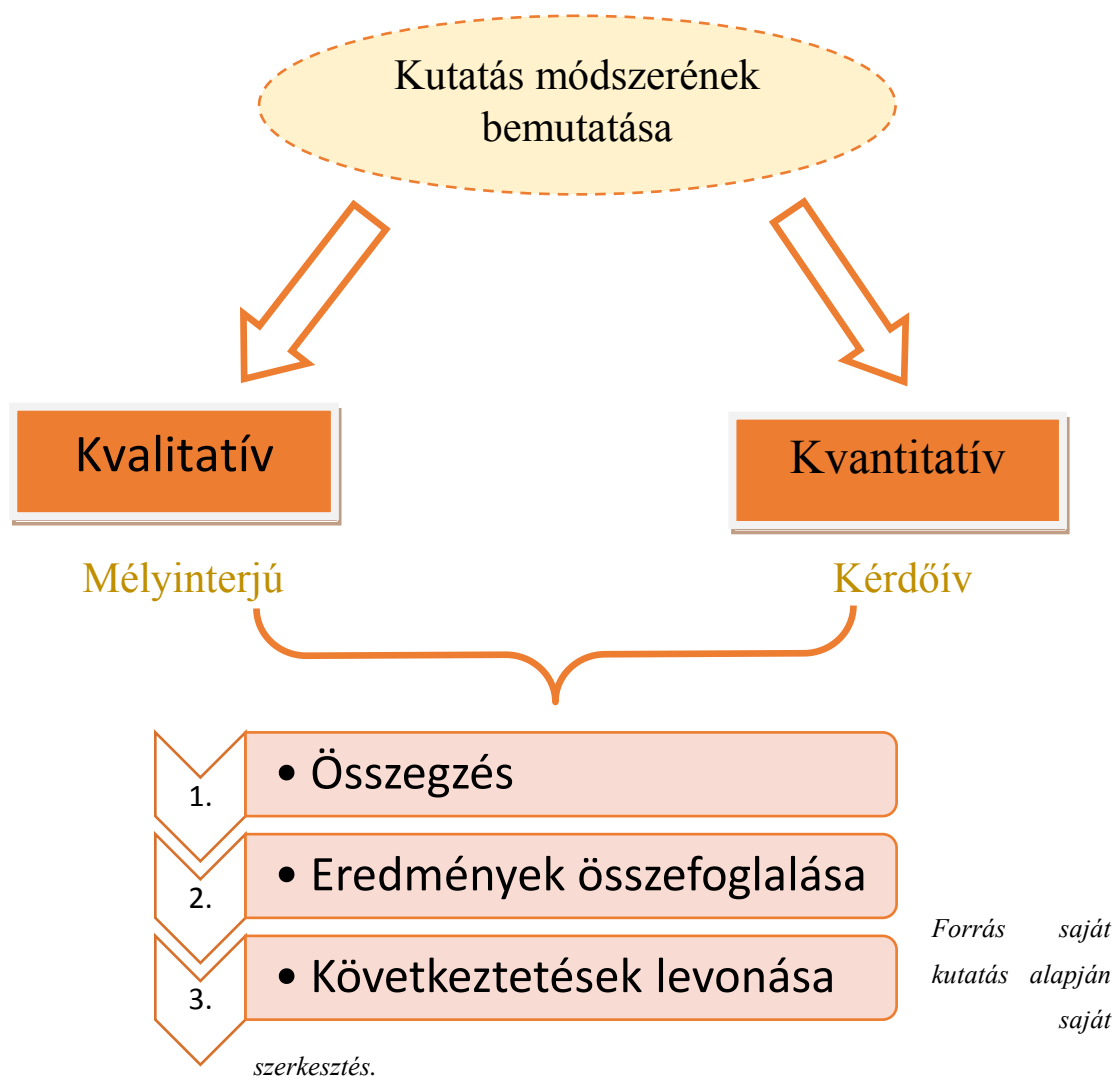 Kutatás módszerének
bemutatása
Kvalitatív
Kvantitatív
Mélyinterjú
Kérdőív
1.
• Összegzés
2.
• Eredmények összefoglalása
3.
• Következtetések levonása
Forrás saját
kutatás alapján
saját
szerkesztés.